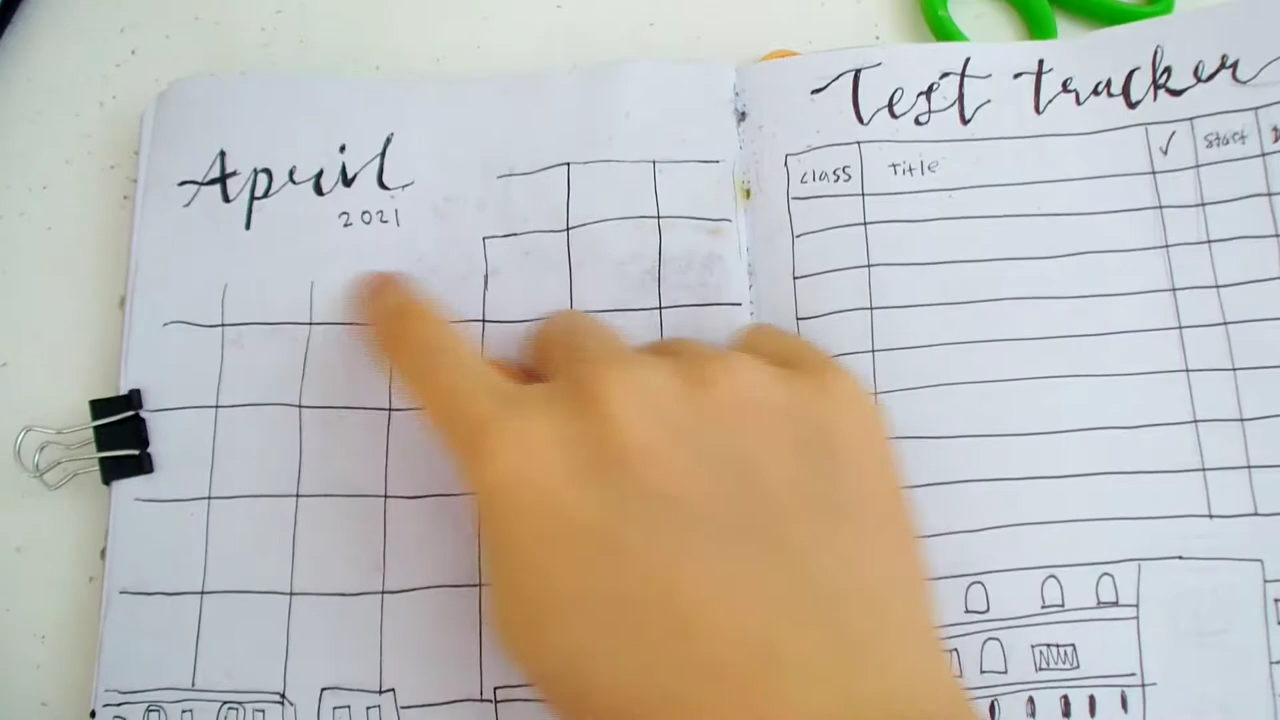 April
2021
Test tracker
class Title ✓ Start